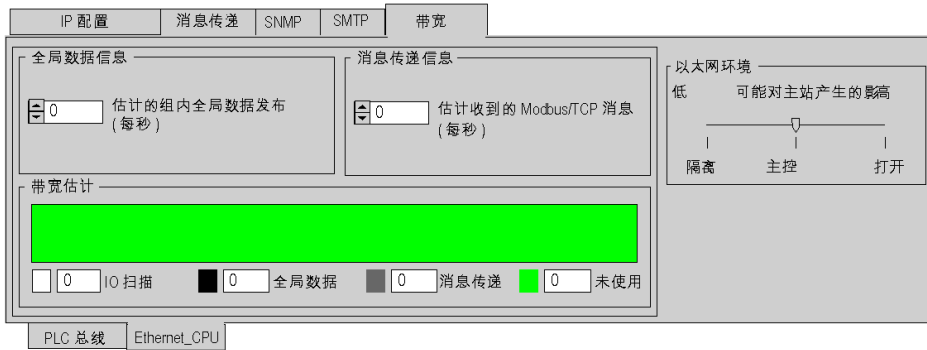 IP 配置 消息传递 SNMP SMTP 带宽
全局数据信息
0 估计的组内全局数据发布
(每秒)
消息传递信息
0 估计收到的 Modbus/TCP 消息
(每秒)
以太网环境
低 可能对主站产生的影高
隔离 主控 打开
带宽估计
0 IO 扫描 0 全局数据 0 消息传递 0 未使用
PLC 总线 Ethernet_CPU